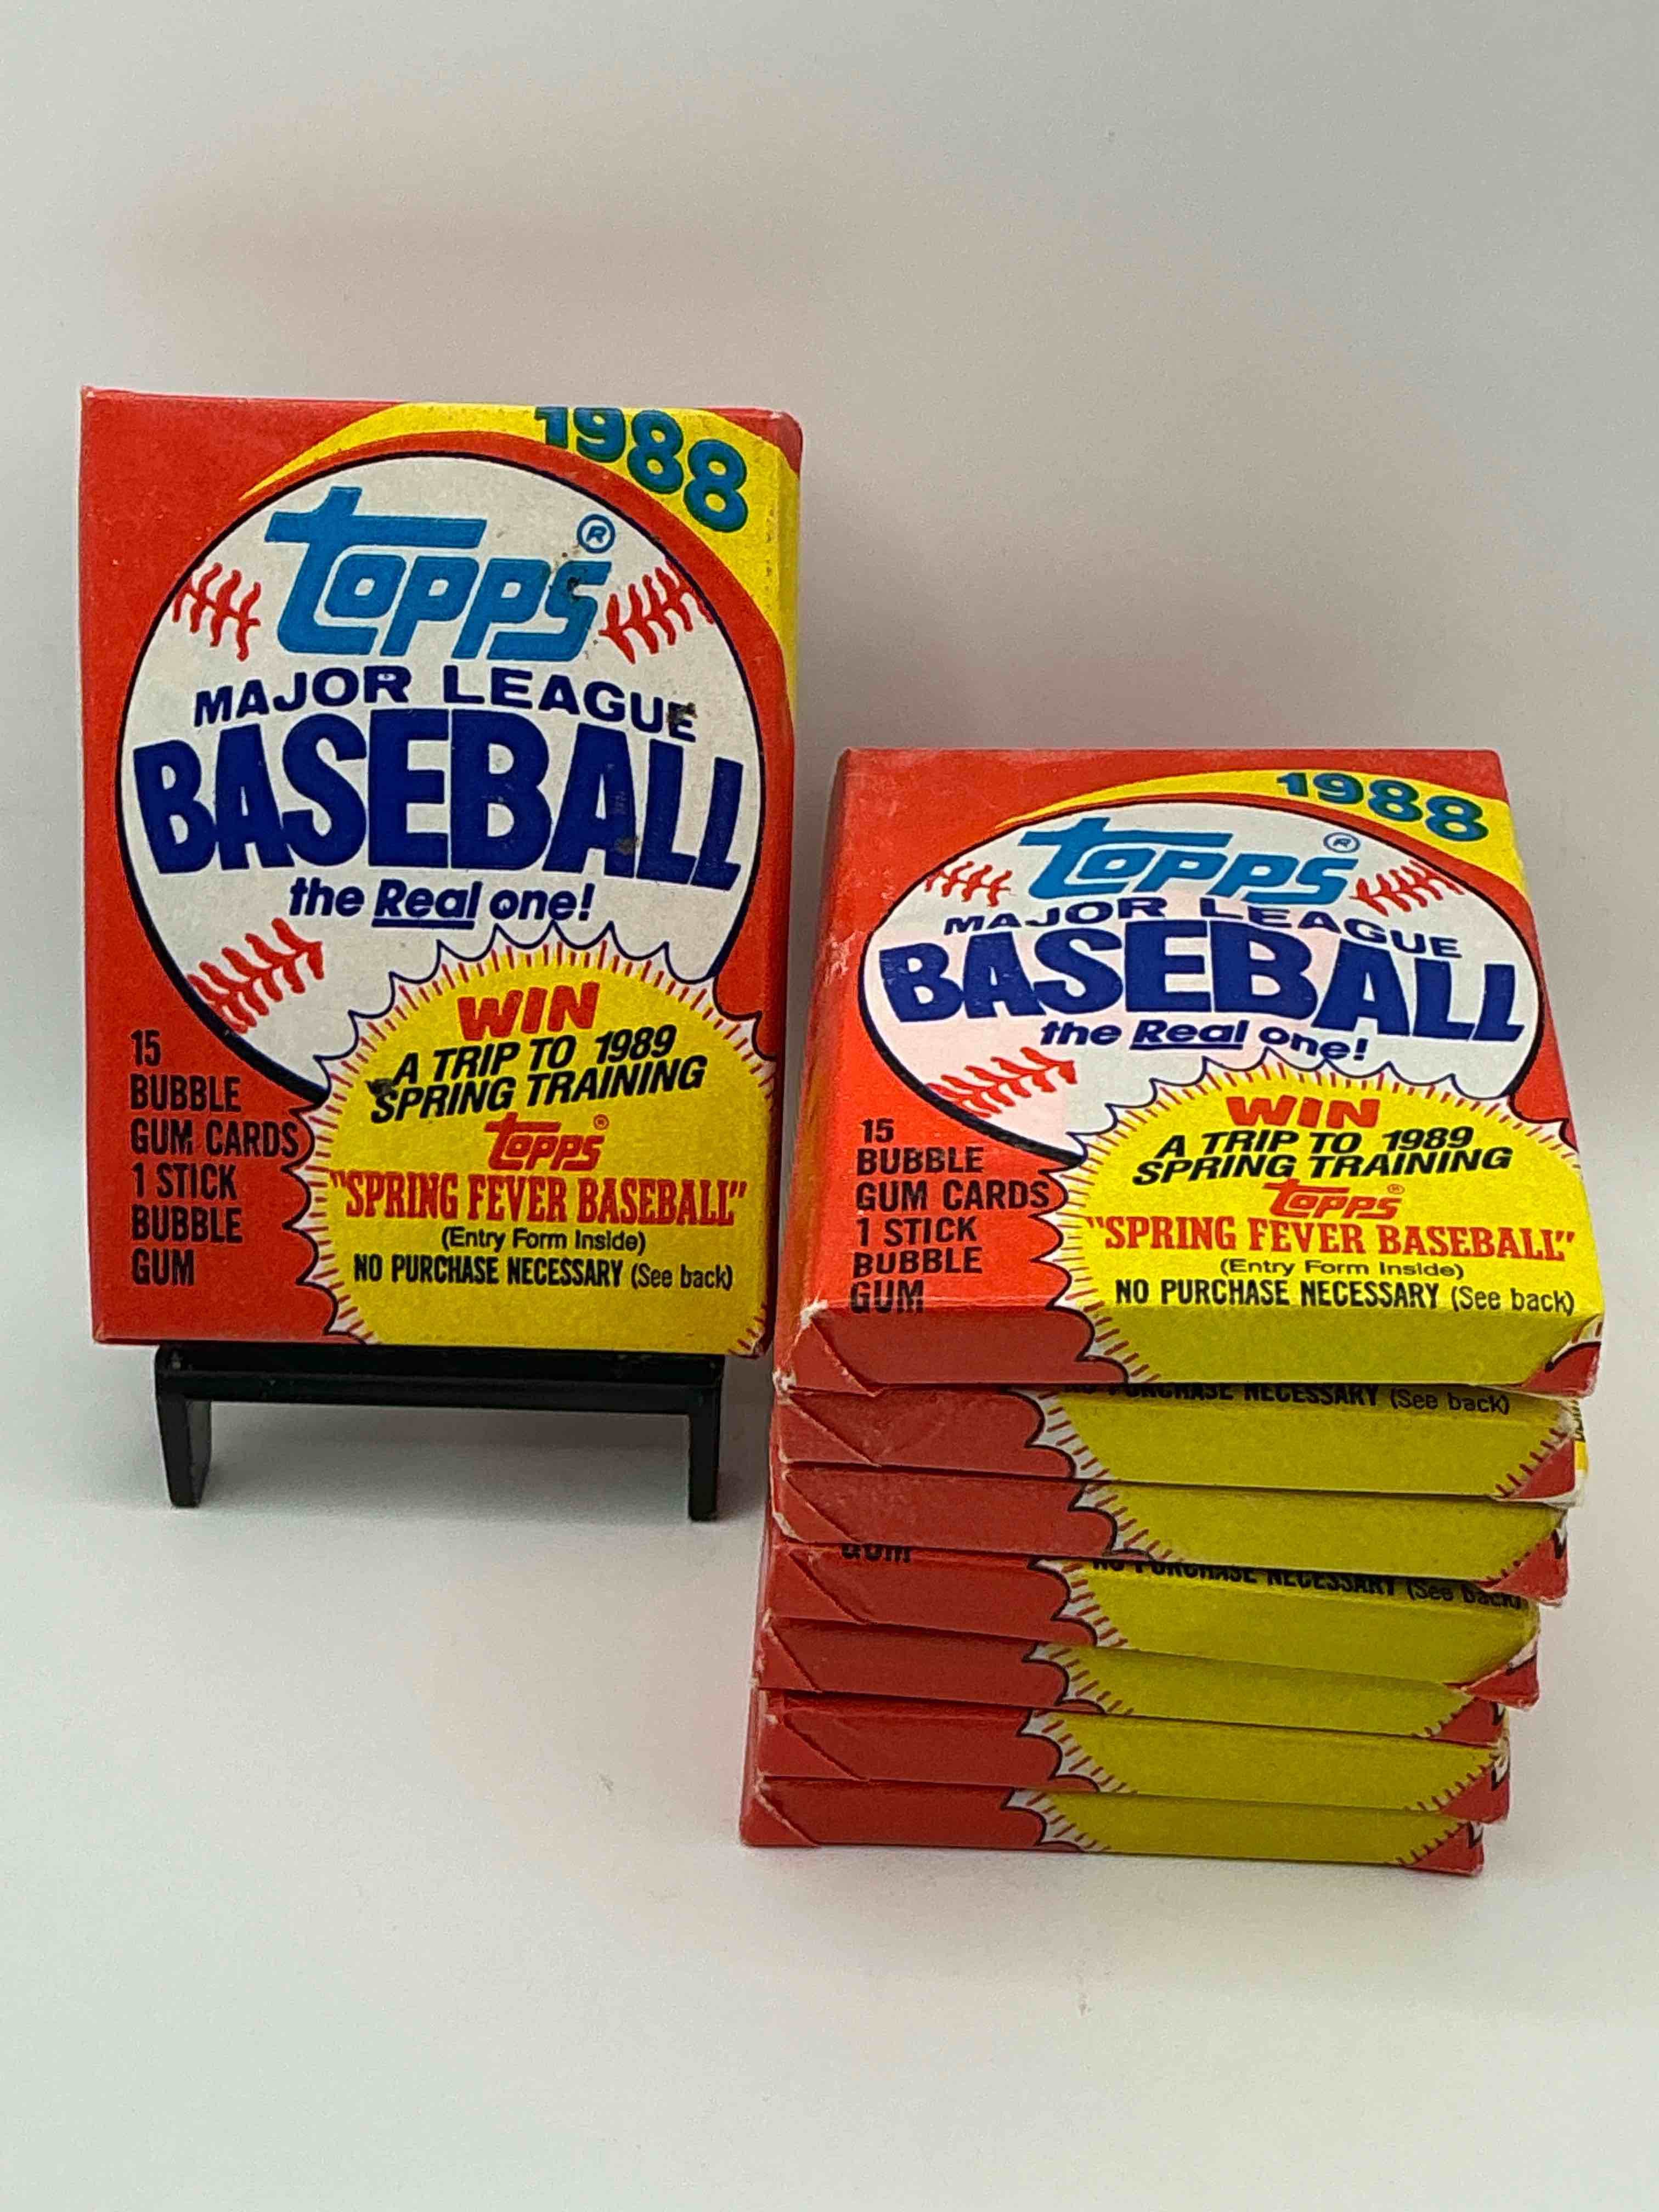 1988
Topps®
MAJOR LEAGUE
BASEBALL
the Real one!
WIN
A TRIP TO 1989
SPRING TRAINING
Topps®
"SPRING FEVER BASEBALL"
(Entry Form Inside)
NO PURCHASE NECESSARY (See back)
15
BUBBLE
GUM CARDS
1 STICK
BUBBLE
GUM
1988
Topps®
MAJOR LEAGUE
BASEBALL
the Real one!
WIN
A TRIP TO 1989
SPRING TRAINING
Topps®
"SPRING FEVER BASEBALL"
(Entry Form Inside)
NO PURCHASE NECESSARY (See back)
15
BUBBLE
GUM CARDS
1 STICK
BUBBLE
GUM
NO PURCHASE NECESSARY (See back)
GUM
NO PURCHASE NECESSARY (See back)